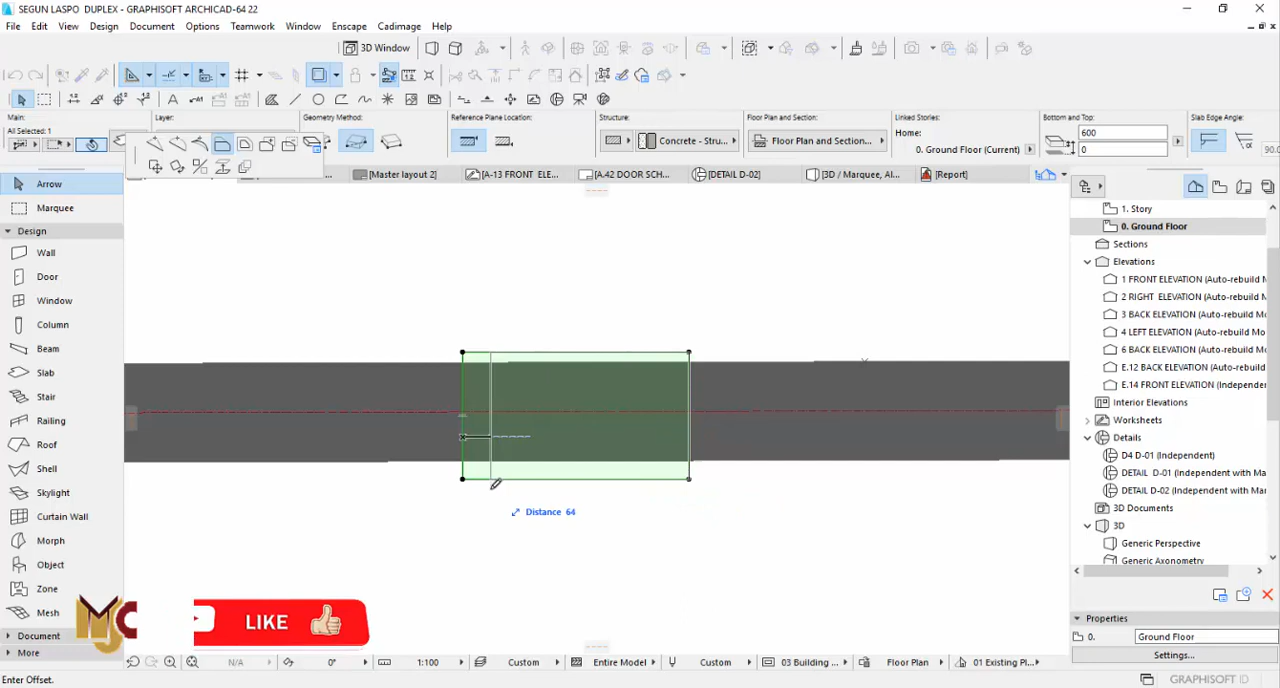 SEGUN LASPO DUPLEX - GRAPHISOFT ARCHICAD-64 22
File Edit View Design Document Options Teamwork Window Enscape Cadimage Help
3D Window
Main:
Layer:
Geometry Method:
Reference Plane Location:
Structure:
Floor Plan and Section:
Linked Stories:
Bottom and Top:
Slab Edge Angle:
All Selected: 1
Concrete - Stru...
Floor Plan and Section...
Home:
0. Ground Floor (Current)
600
0
90.0
[Master layout 2]
[A-13 FRONT ELE...
[A.42 DOOR SCH...
[DETAIL D-02]
[3D / Marquee, Al...
[Report]
Arrow
Marquee
Design
Wall
Door
Window
Column
Beam
Slab
Stair
Railing
Roof
Shell
Skylight
Curtain Wall
Morph
Object
Zone
Mesh
Document
More
Distance 64
LIKE
MJC
1. Story
0. Ground Floor
Sections
Elevations
1 FRONT ELEVATION (Auto-rebuild Mo
2 RIGHT ELEVATION (Auto-rebuild Mo
3 BACK ELEVATION (Auto-rebuild Mo
4 LEFT ELEVATION (Auto-rebuild Mo
6 BACK ELEVATION (Auto-rebuild Mo
E.12 BACK ELEVATION (Auto-rebuild
E.14 FRONT ELEVATION (Independen
Interior Elevations
Worksheets
Details
D4 D-01 (Independent)
DETAIL D-01 (Independent with Mar
DETAIL D-02 (Independent with Mar
3D Documents
3D
Generic Perspective
Generic Axonometry
Properties
0.
Ground Floor
Settings...
N/A
0°
1:100
Custom
Entire Model
Custom
03 Building ...
Floor Plan
01 Existing Pl...
Enter Offset.
GRAPHISOFT ID